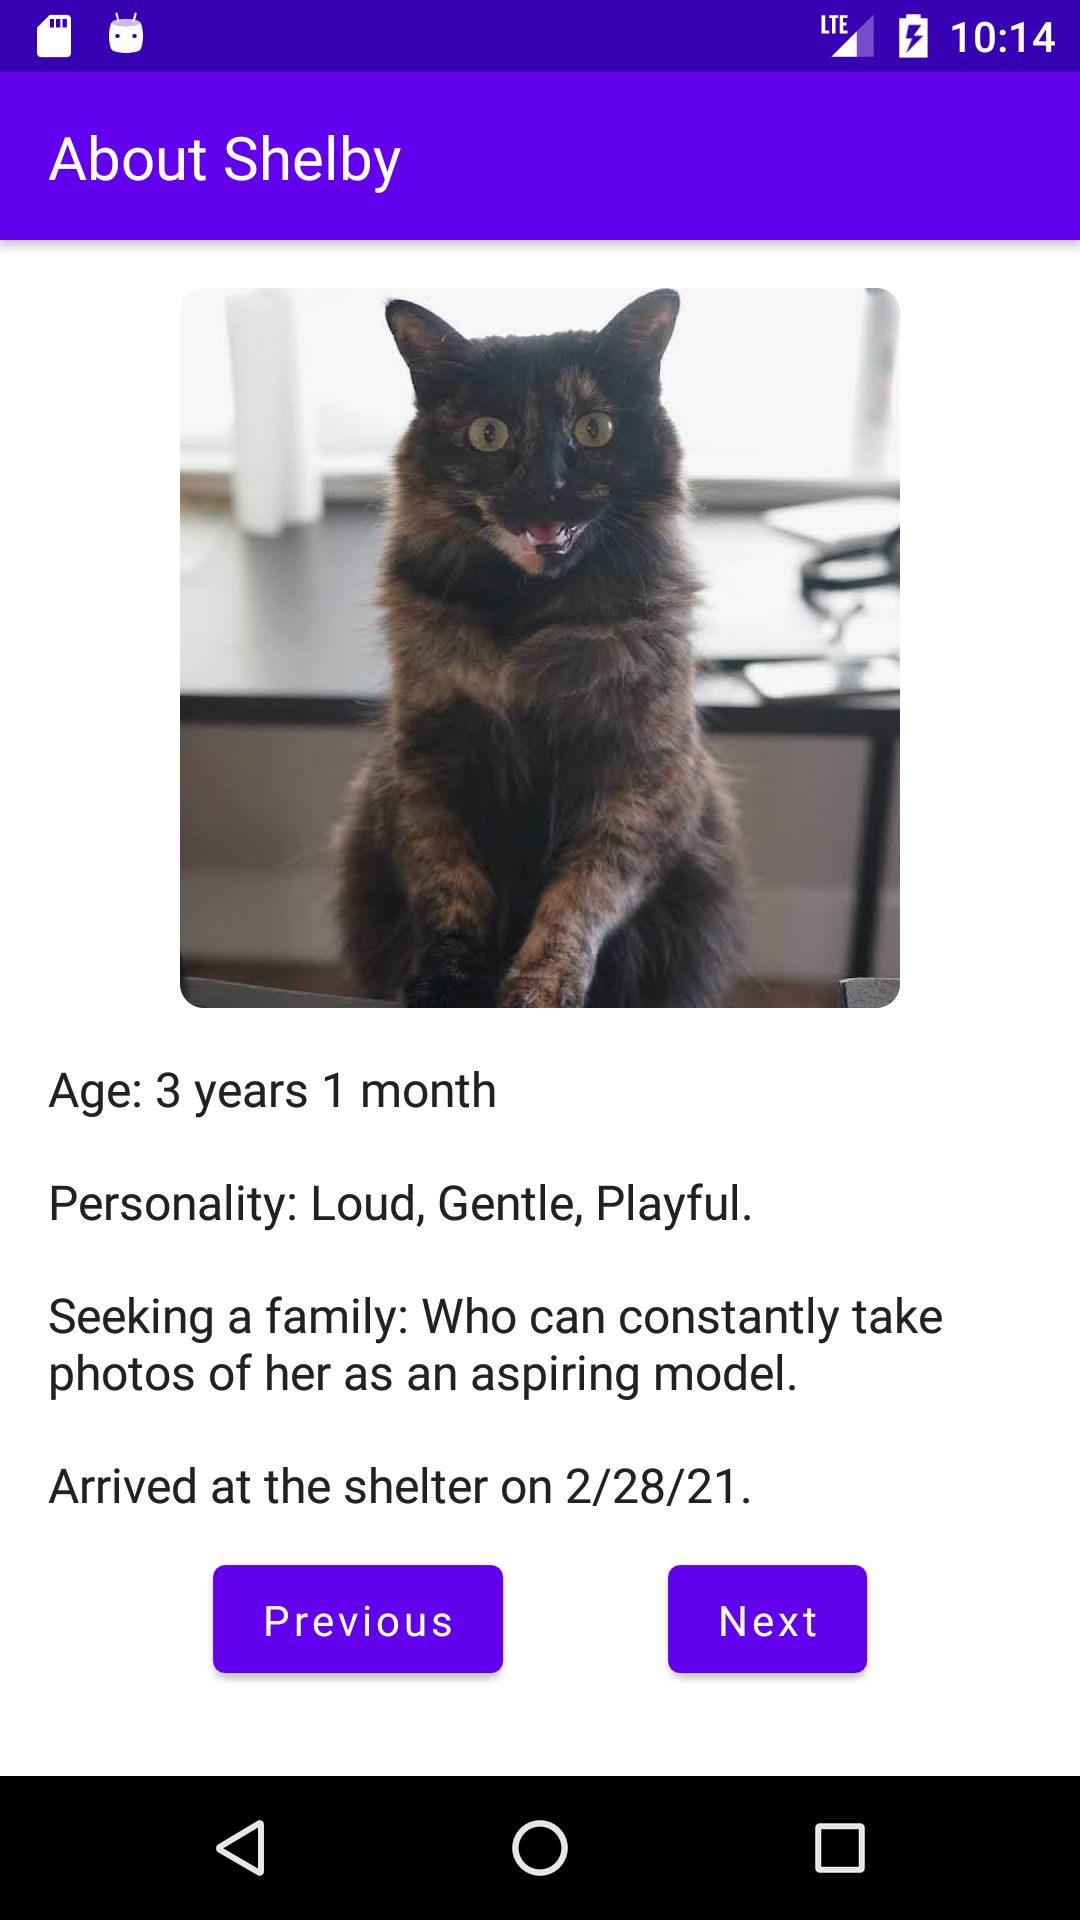 LTE 10:14
About Shelby
Age: 3 years 1 month
Personality: Loud, Gentle, Playful.
Seeking a family: Who can constantly take
photos of her as an aspiring model.
Arrived at the shelter on 2/28/21.
Previous Next